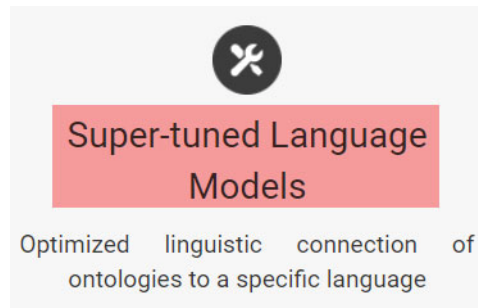 Super-tuned Language
Models
Optimized linguistic connection of
ontologies to a specific language